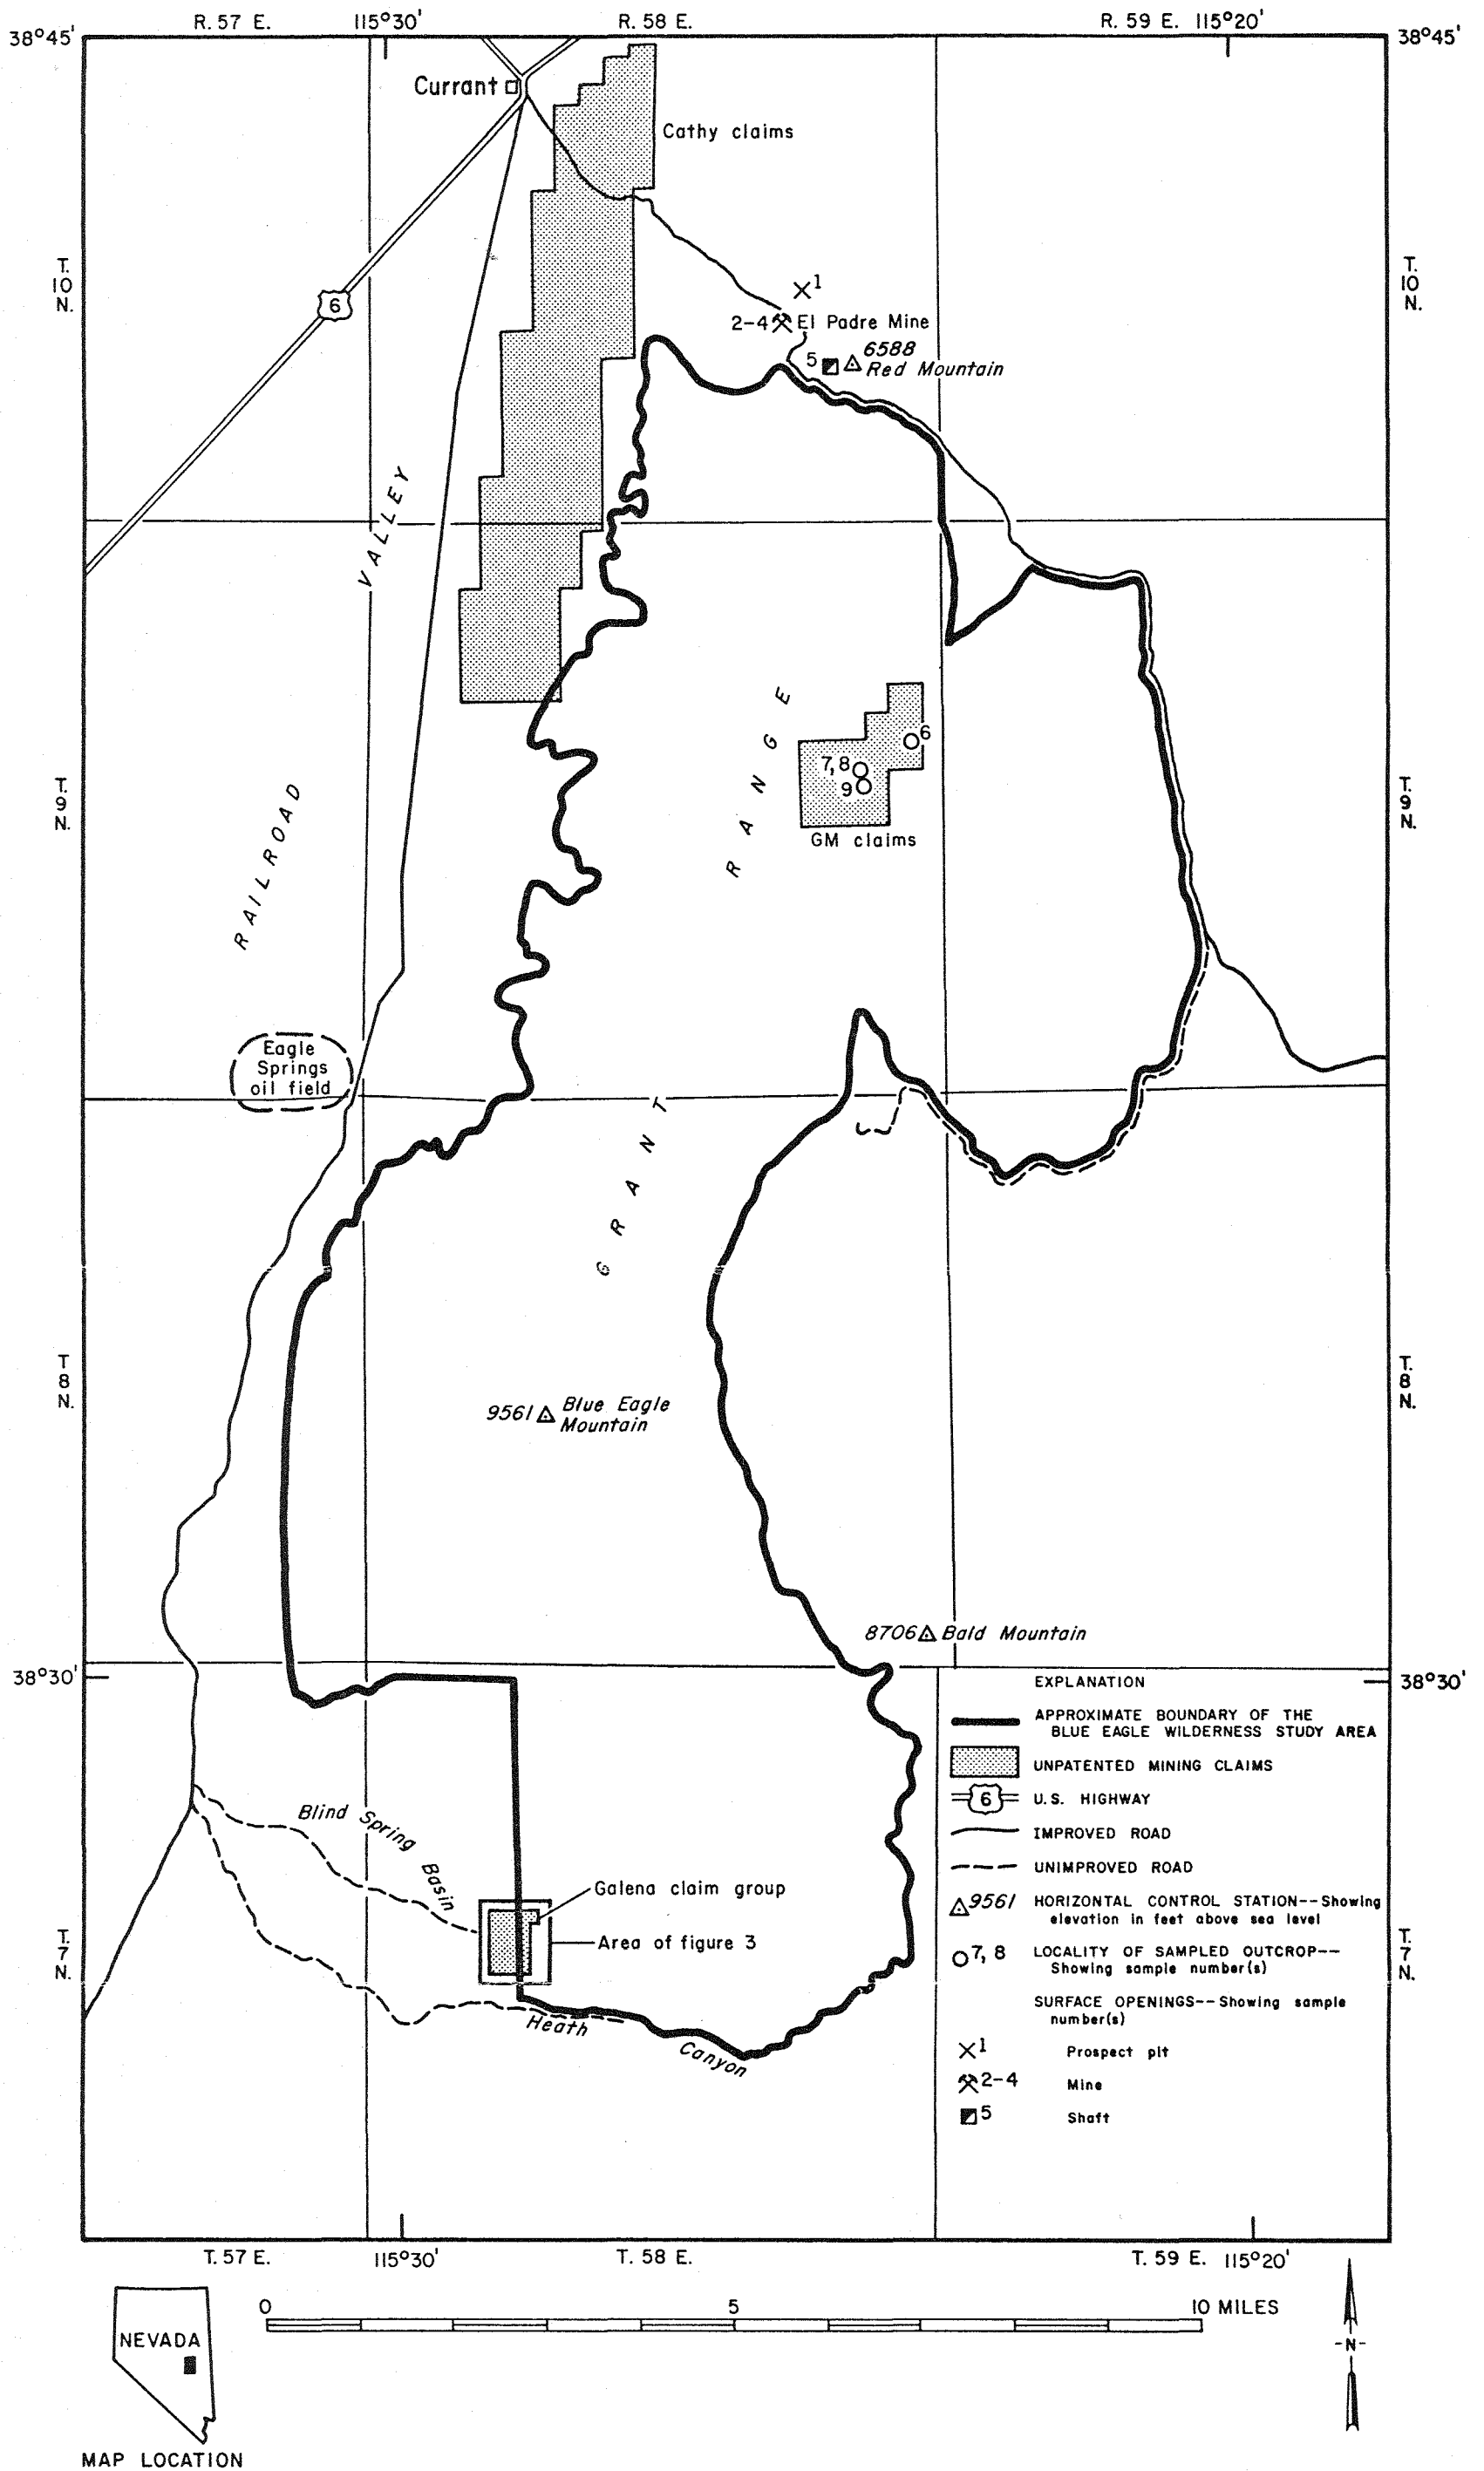 R. 57 E.
115°30'
R. 58 E.
R. 59 E.
115°20'
38°45'
38°45'
Currant
Cathy claims
T.
10
N.
T.
10
N.
6
1
2-4
El Padre Mine
5
6588
Red Mountain
VALLEY
RAILROAD
RANGE
GRANT
6
7, 8
9
GM claims
T.
9
N.
T.
9
N.
Eagle
Springs
oil field
T
8
N.
T.
8
N.
9561
Blue Eagle
Mountain
8706
Bald Mountain
38°30'
38°30'
Blind Spring Basin
Galena claim group
Area of figure 3
Heath Canyon
T.
7
N.
T.
7
N.
EXPLANATION
APPROXIMATE BOUNDARY OF THE
BLUE EAGLE WILDERNESS STUDY AREA
UNPATENTED MINING CLAIMS
6
U.S. HIGHWAY
IMPROVED ROAD
UNIMPROVED ROAD
9561
HORIZONTAL CONTROL STATION--Showing
elevation in feet above sea level
7, 8
LOCALITY OF SAMPLED OUTCROP--
Showing sample number(s)
SURFACE OPENINGS--Showing sample
number(s)
1
Prospect pit
2-4
Mine
5
Shaft
T. 57 E.
115°30'
T. 58 E.
T. 59 E.
115°20'
0
5
10 MILES
NEVADA
MAP LOCATION
-N-